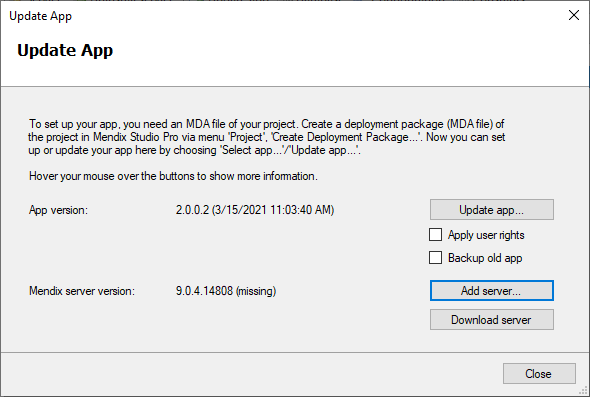 Update App
Update App
To set up your app, you need an MDA file of your project. Create a deployment package (MDA file) of
the project in Mendix Studio Pro via menu 'Project', 'Create Deployment Package...'. Now you can set
up or update your app here by choosing 'Select app...'/'Update app...'.
Hover your mouse over the buttons to show more information.
App version: 2.0.0.2 (3/15/2021 11:03:40 AM) Update app...
Apply user rights
Backup old app
Mendix server version: 9.0.4.14808 (missing) Add server...
Download server
Close